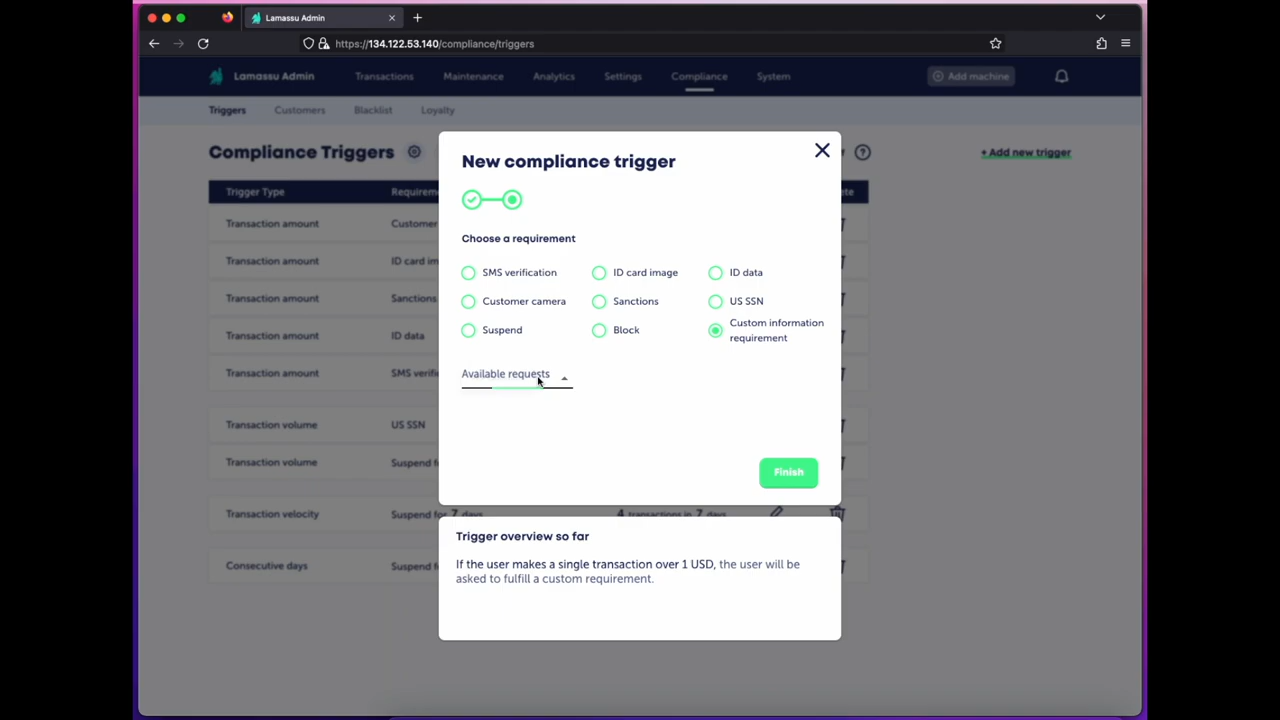 Lamassu Admin
https://134.122.53.140/compliance/triggers
Lamassu Admin Transactions Maintenance Analytics Settings Compliance System Add machine
Triggers Customers Blacklist Loyalty
Compliance Triggers
+ Add new trigger
Trigger Type
Transaction amount Customer
Transaction amount ID card im
Transaction amount Sanctions
Transaction amount ID data
Transaction amount SMS verifi
Transaction volume US SSN
Transaction volume Suspend f
Transaction velocity Suspend for 7 days 4 transactions in 7 days
Consecutive days Suspend f
New compliance trigger
Choose a requirement
SMS verification ID card image ID data
Customer camera Sanctions US SSN
Suspend Block Custom information
requirement
Available requests
Finish
Trigger overview so far
If the user makes a single transaction over 1 USD, the user will be
asked to fulfill a custom requirement.